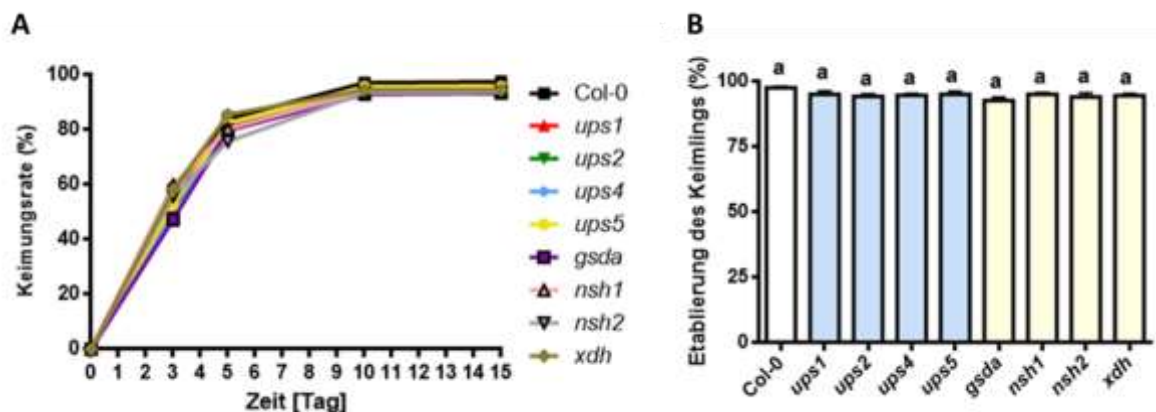 A
Keimungsrate (%)
100
80
60
40
20
0
0 1 2 3 4 5 6 7 8 9 10 11 12 13 14 15
Zeit [Tag]
Col-0
ups1
ups2
ups4
ups5
gsda
nsh1
nsh2
xdh
B
Etablierung des Keimlings (%)
100
75
50
25
0
a a a a a a a a a
Col-0 ups1 ups2 ups4 ups5 gsda nsh1 nsh2 xdh